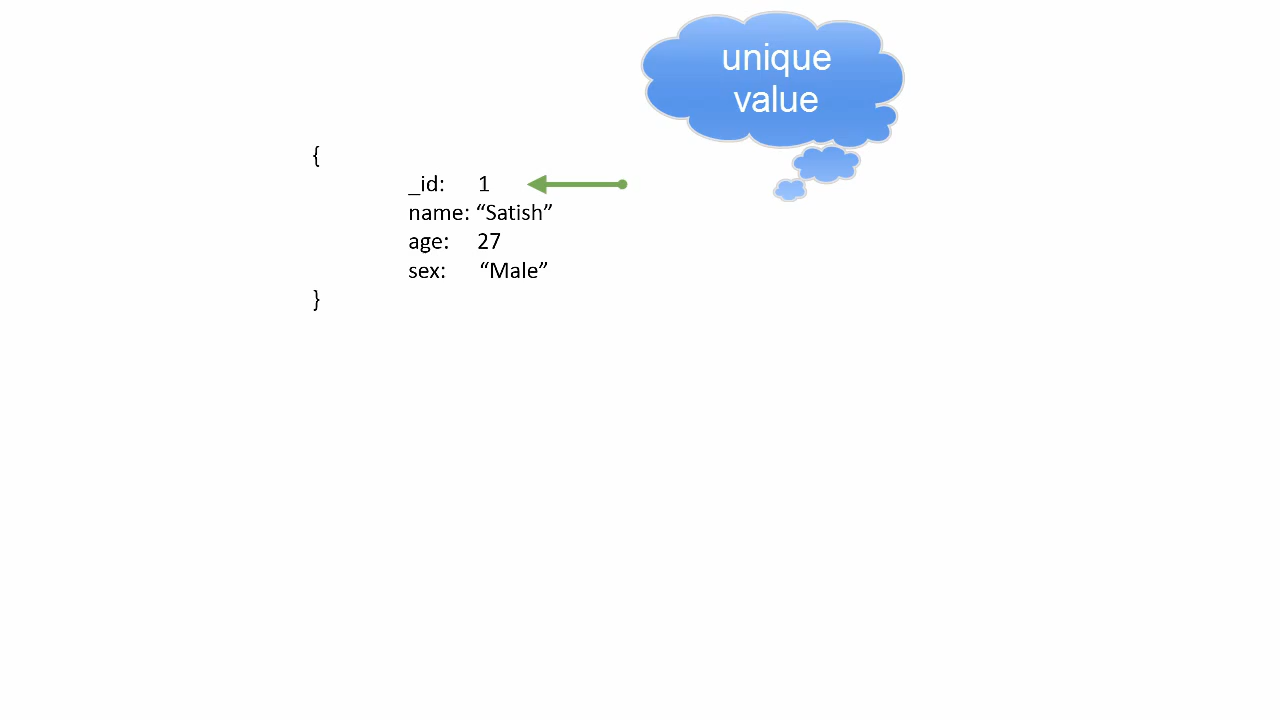 unique
value
{
_id: 1
name: “Satish”
age: 27
sex: “Male”
}